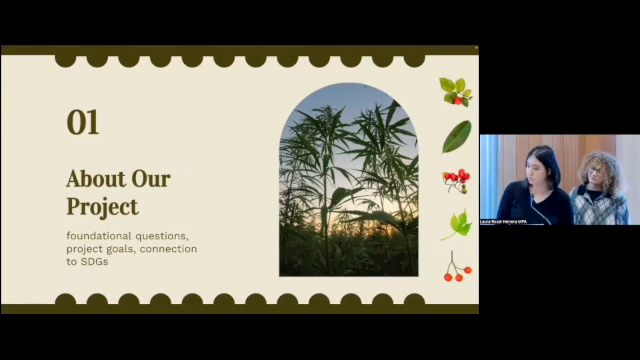 01
About Our
Project
foundational questions,
project goals, connection
to SDGs